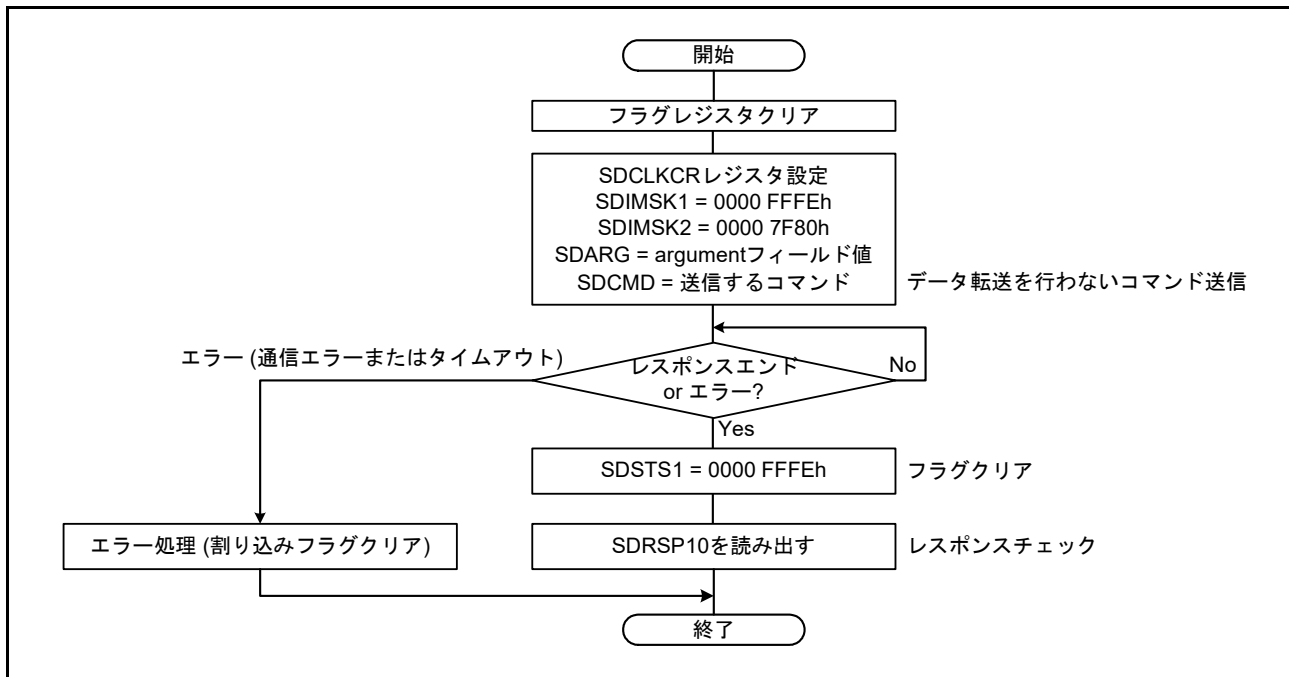 開始
フラグレジスタクリア
SDCLKCRレジスタ設定
SDIMSK1 = 0000 FFFEh
SDIMSK2 = 0000 7F80h
SDARG = argumentフィールド値
SDCMD = 送信するコマンド
データ転送を行わないコマンド送信
エラー (通信エラーまたはタイムアウト)
レスポンスエンド
or エラー?
No
Yes
SDSTS1 = 0000 FFFEh
フラグクリア
エラー処理 (割り込みフラグクリア)
SDRSP10を読み出す
レスポンスチェック
終了